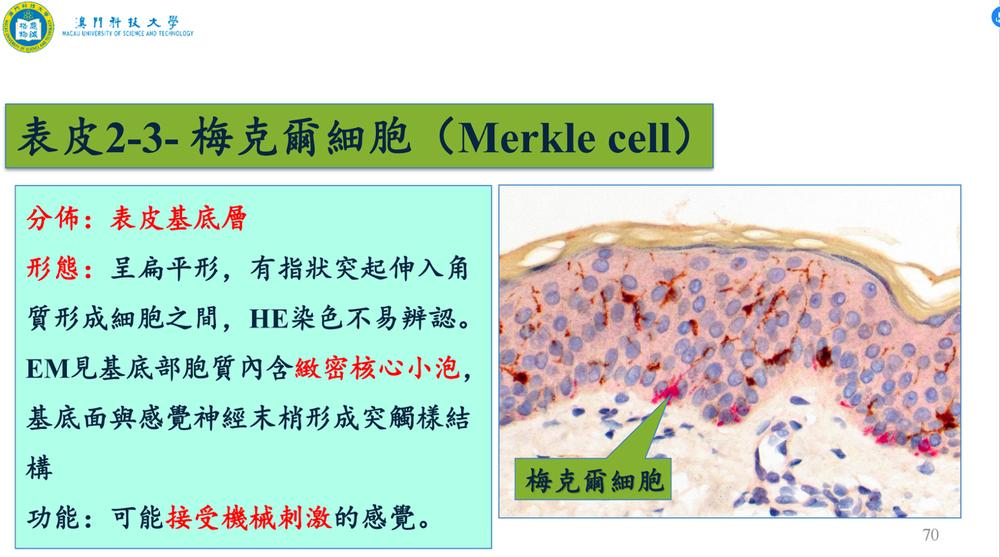 澳門科技大學
MACAU UNIVERSITY OF SCIENCE AND TECHNOLOGY
表皮2-3- 梅克爾細胞（Merkle cell）
分佈：表皮基底層
形態：呈扁平形，有指狀突起伸入角
質形成細胞之間，HE染色不易辨認。
EM見基底部胞質內含緻密核心小泡，
基底面與感覺神經末梢形成突觸樣結
構
功能：可能接受機械刺激的感覺。
梅克爾細胞
70